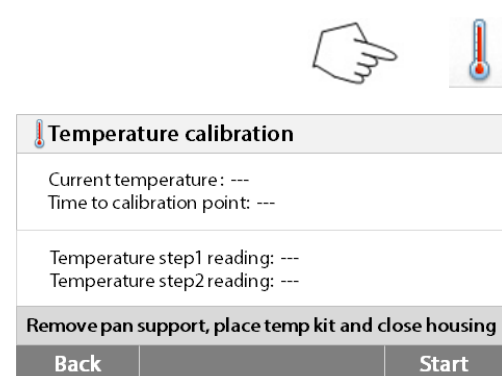 Temperature calibration
Current temperature: ---
Time to calibration point: ---
Temperature step1 reading: ---
Temperature step2 reading: ---
Remove pan support, place temp kit and close housing
Back Start